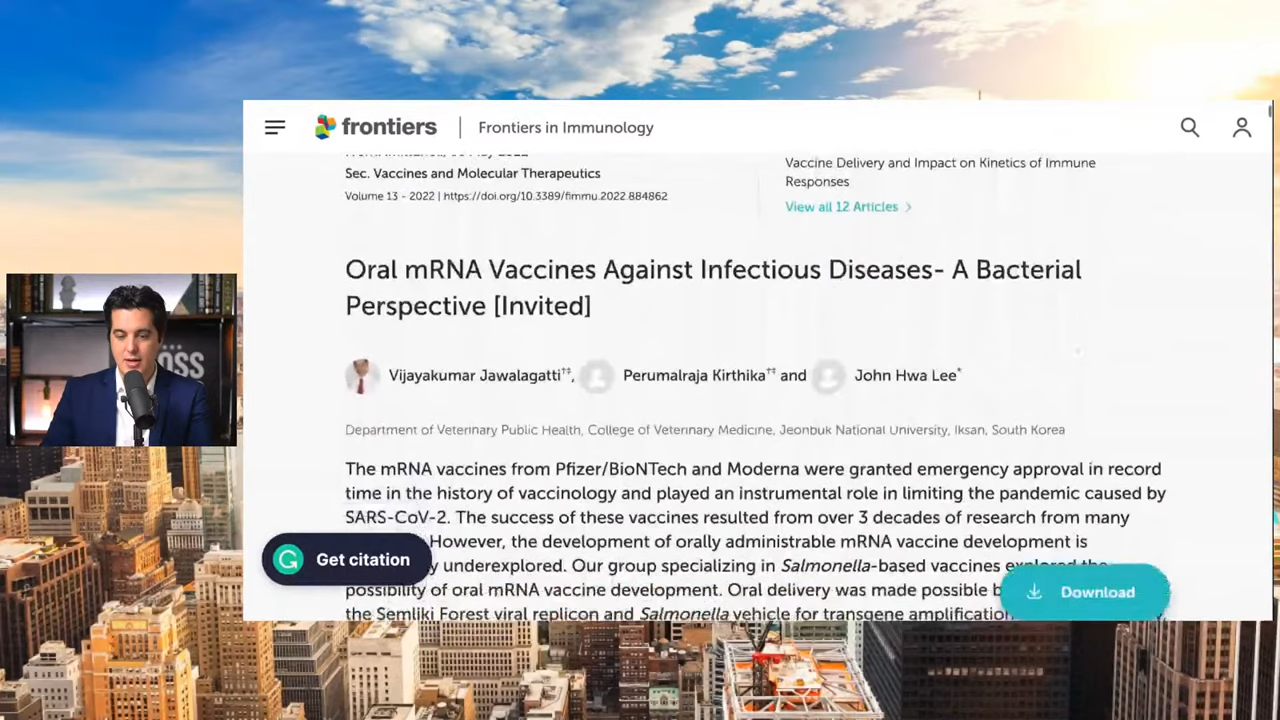 frontiers
Frontiers in Immunology
Sec. Vaccines and Molecular Therapeutics
Volume 13 - 2022 | https://doi.org/10.3389/fimmu.2022.884862
Vaccine Delivery and Impact on Kinetics of Immune
Responses
View all 12 Articles
Oral mRNA Vaccines Against Infectious Diseases- A Bacterial
Perspective [Invited]
Vijayakumar Jawalagatti†‡, Perumalraja Kirthika†‡ and John Hwa Lee*
Department of Veterinary Public Health, College of Veterinary Medicine, Jeonbuk National University, Iksan, South Korea
The mRNA vaccines from Pfizer/BioNTech and Moderna were granted emergency approval in record
time in the history of vaccinology and played an instrumental role in limiting the pandemic caused by
SARS-CoV-2. The success of these vaccines resulted from over 3 decades of research from many
However, the development of orally administrable mRNA vaccine development is
underexplored. Our group specializing in Salmonella-based vaccines explored the
possibility of oral mRNA vaccine development. Oral delivery was made possible
the Semliki Forest viral replicon and Salmonella vehicle for transgene amplification
Get citation
Download